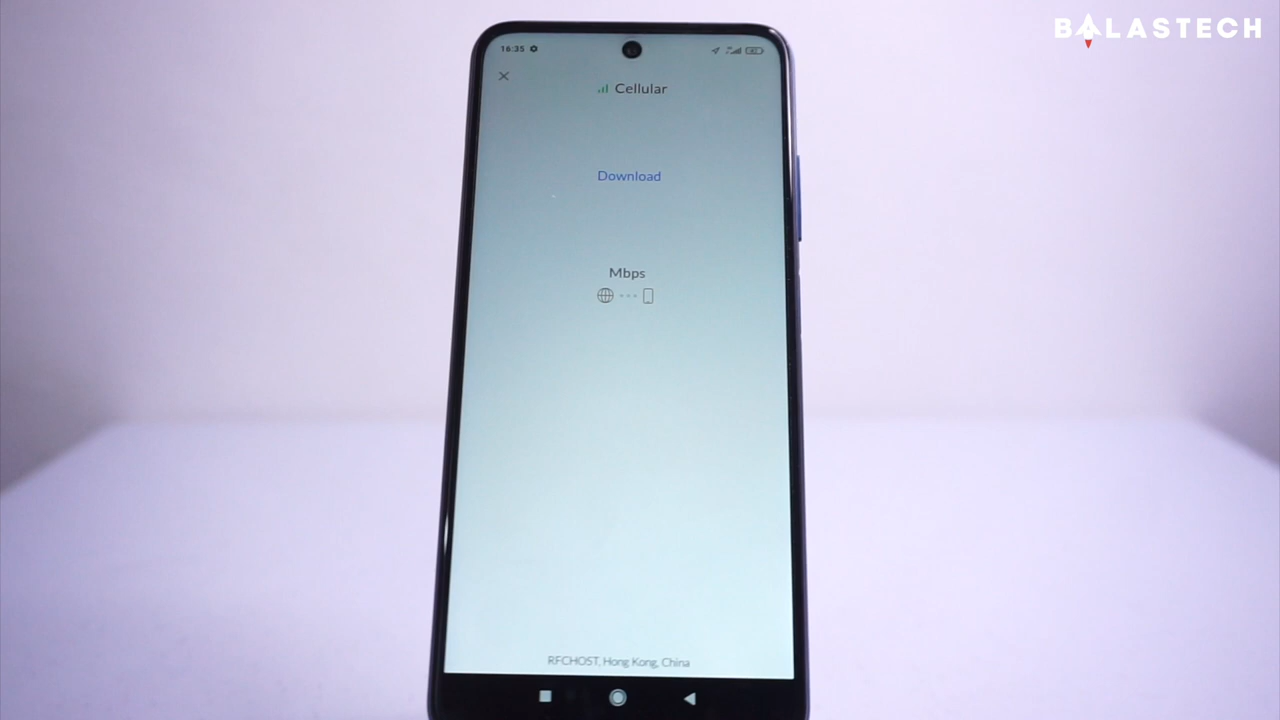 BALASTECH
16:35
Cellular
Download
Mbps
RFCHOST, Hong Kong, China